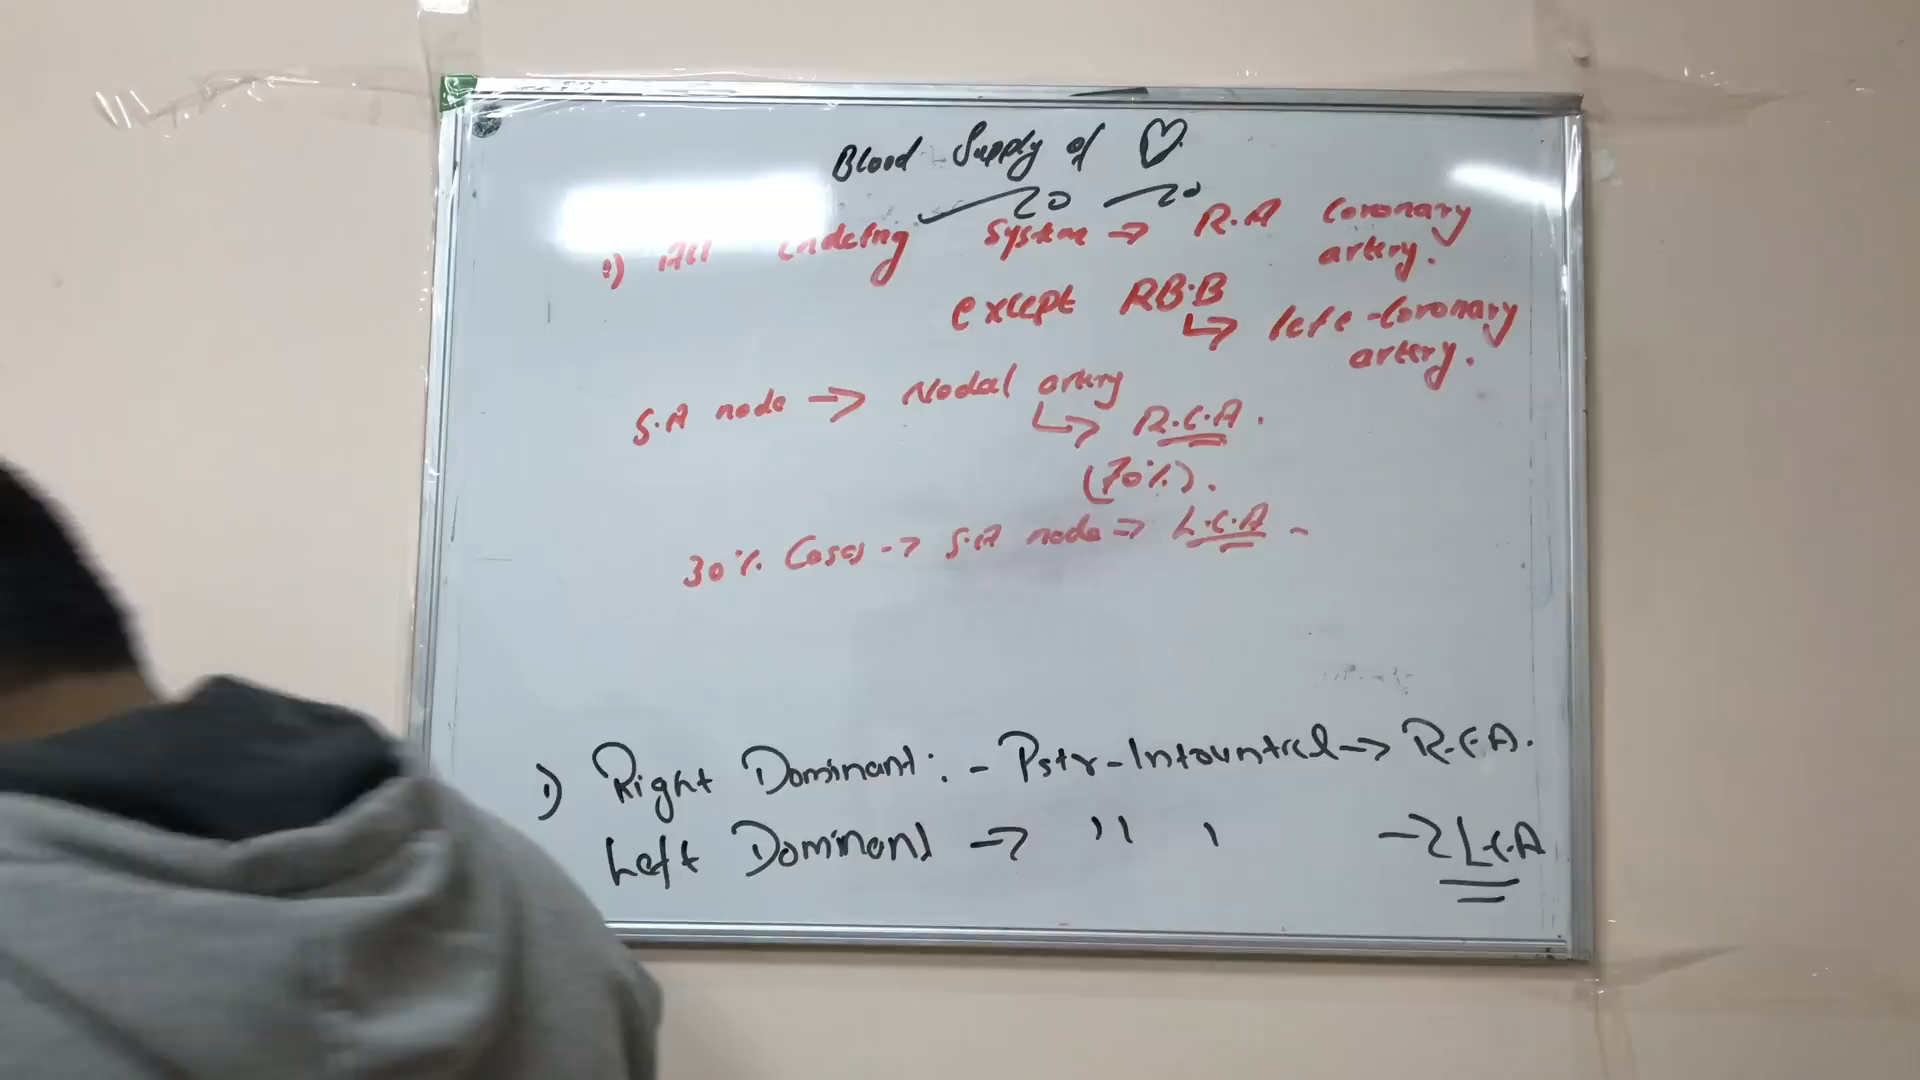 Blood Supply of ♡
1) All Conducting System → R.A Coronary artery.
except RB.B
↳ left-Coronary artery.
S.A node → Nodal artery
↳ R.C.A.
(70%).
30% Cases → S.A node → L.C.A -
1) Right Dominant :- Pstr-Intoventrcl → R.C.A.
Left Dominant → '' ' → L.C.A